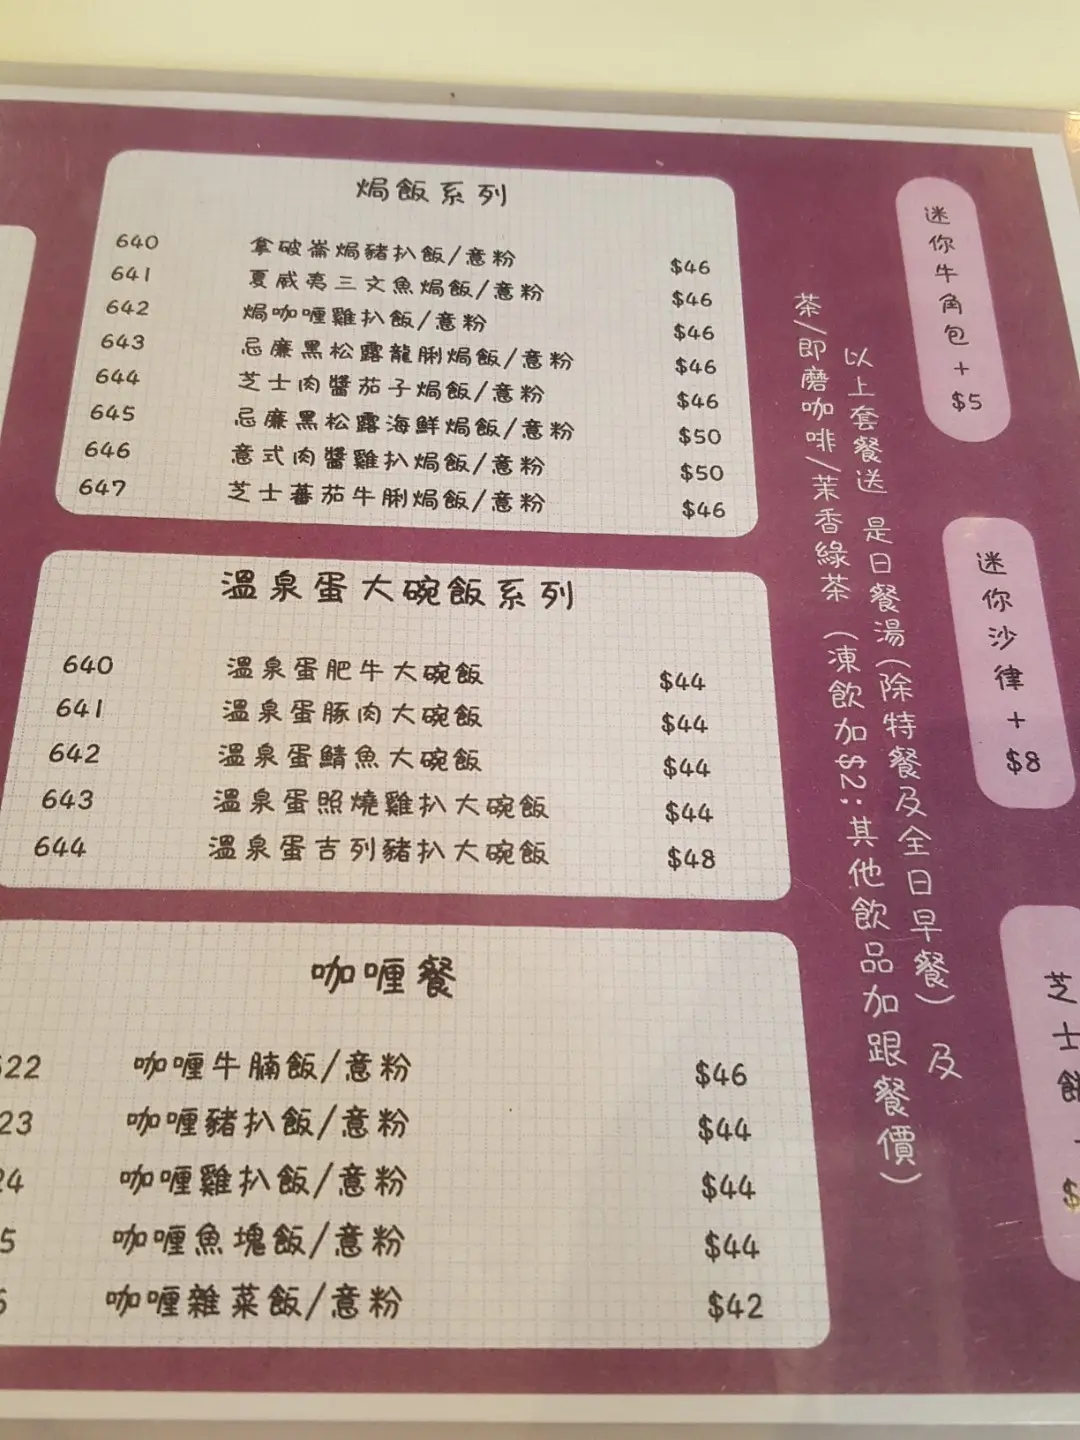 焗飯系列
640 拿破崙焗豬扒飯/意粉 $46
641 夏威夷三文魚焗飯/意粉 $46
642 焗咖喱雞扒飯/意粉 $46
643 忌廉黑松露龍脷焗飯/意粉 $46
644 芝士肉醬茄子焗飯/意粉 $46
645 忌廉黑松露海鮮焗飯/意粉 $50
646 意式肉醬雞扒焗飯/意粉 $50
647 芝士蕃茄牛脷焗飯/意粉 $46
溫泉蛋大碗飯系列
640 溫泉蛋肥牛大碗飯 $44
641 溫泉蛋豚肉大碗飯 $44
642 溫泉蛋鯖魚大碗飯 $44
643 溫泉蛋照燒雞扒大碗飯 $44
644 溫泉蛋吉列豬扒大碗飯 $48
咖喱餐
622 咖喱牛腩飯/意粉 $46
23 咖喱豬扒飯/意粉 $44
24 咖喱雞扒飯/意粉 $44
5 咖喱魚塊飯/意粉 $44
咖喱雜菜飯/意粉 $42
以上套餐送 是日餐湯(除特餐及全日早餐) 及
茶/即磨咖啡/茉香綠茶 (凍飲加$2:其他飲品加跟餐價)
迷你牛角包+$5
迷你沙律+$8
芝士
$